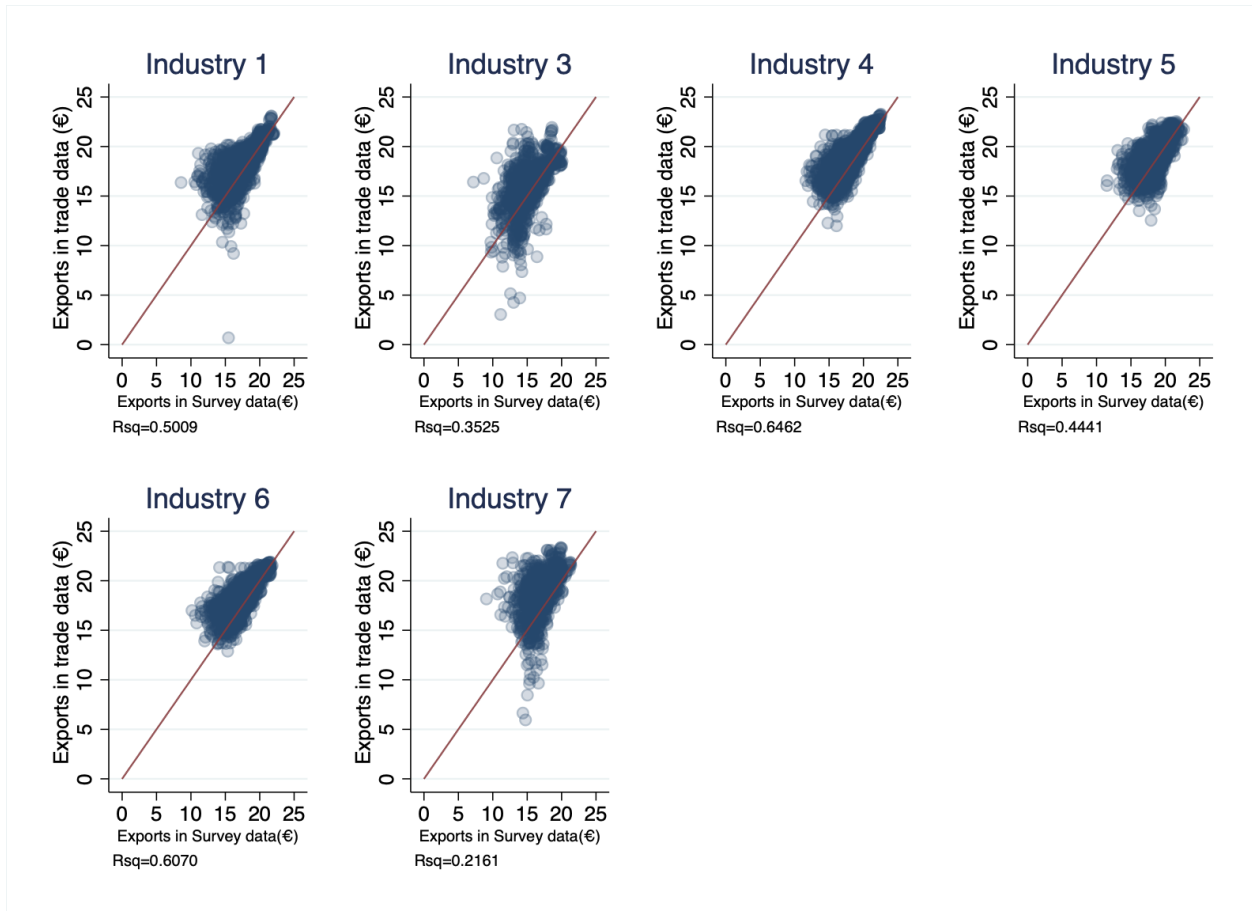 Industry 1
Exports in trade data (€)
25
20
15
10
5
0
0 5 10 15 20 25
Exports in Survey data(€)
Rsq=0.5009
Industry 3
Exports in trade data (€)
25
20
15
10
5
0
0 5 10 15 20 25
Exports in Survey data(€)
Rsq=0.3525
Industry 4
Exports in trade data (€)
25
20
15
10
5
0
0 5 10 15 20 25
Exports in Survey data(€)
Rsq=0.6462
Industry 5
Exports in trade data (€)
25
20
15
10
5
0
0 5 10 15 20 25
Exports in Survey data(€)
Rsq=0.4441
Industry 6
Exports in trade data (€)
25
20
15
10
5
0
0 5 10 15 20 25
Exports in Survey data(€)
Rsq=0.6070
Industry 7
Exports in trade data (€)
25
20
15
10
5
0
0 5 10 15 20 25
Exports in Survey data(€)
Rsq=0.2161